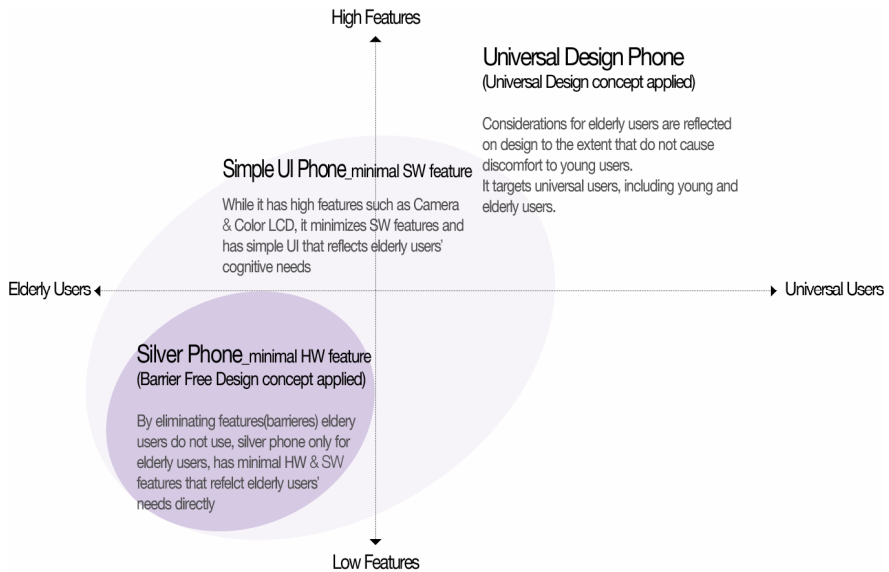 High Features
Universal Design Phone
(Universal Design concept applied)
Considerations for elderly users are reflected
on design to the extent that do not cause
discomfort to young users.
It targets universal users, including young and
elderly users.
Simple UI Phone_minimal SW feature
While it has high features such as Camera
& Color LCD, it minimizes SW features and
has simple UI that reflects elderly users'
cognitive needs
Elderly Users
Universal Users
Silver Phone_minimal HW feature
(Barrier Free Design concept applied)
By eliminating features(barrieres) eldery
users do not use, silver phone only for
elderly users, has minimal HW & SW
features that refelct elderly users'
needs directly
Low Features